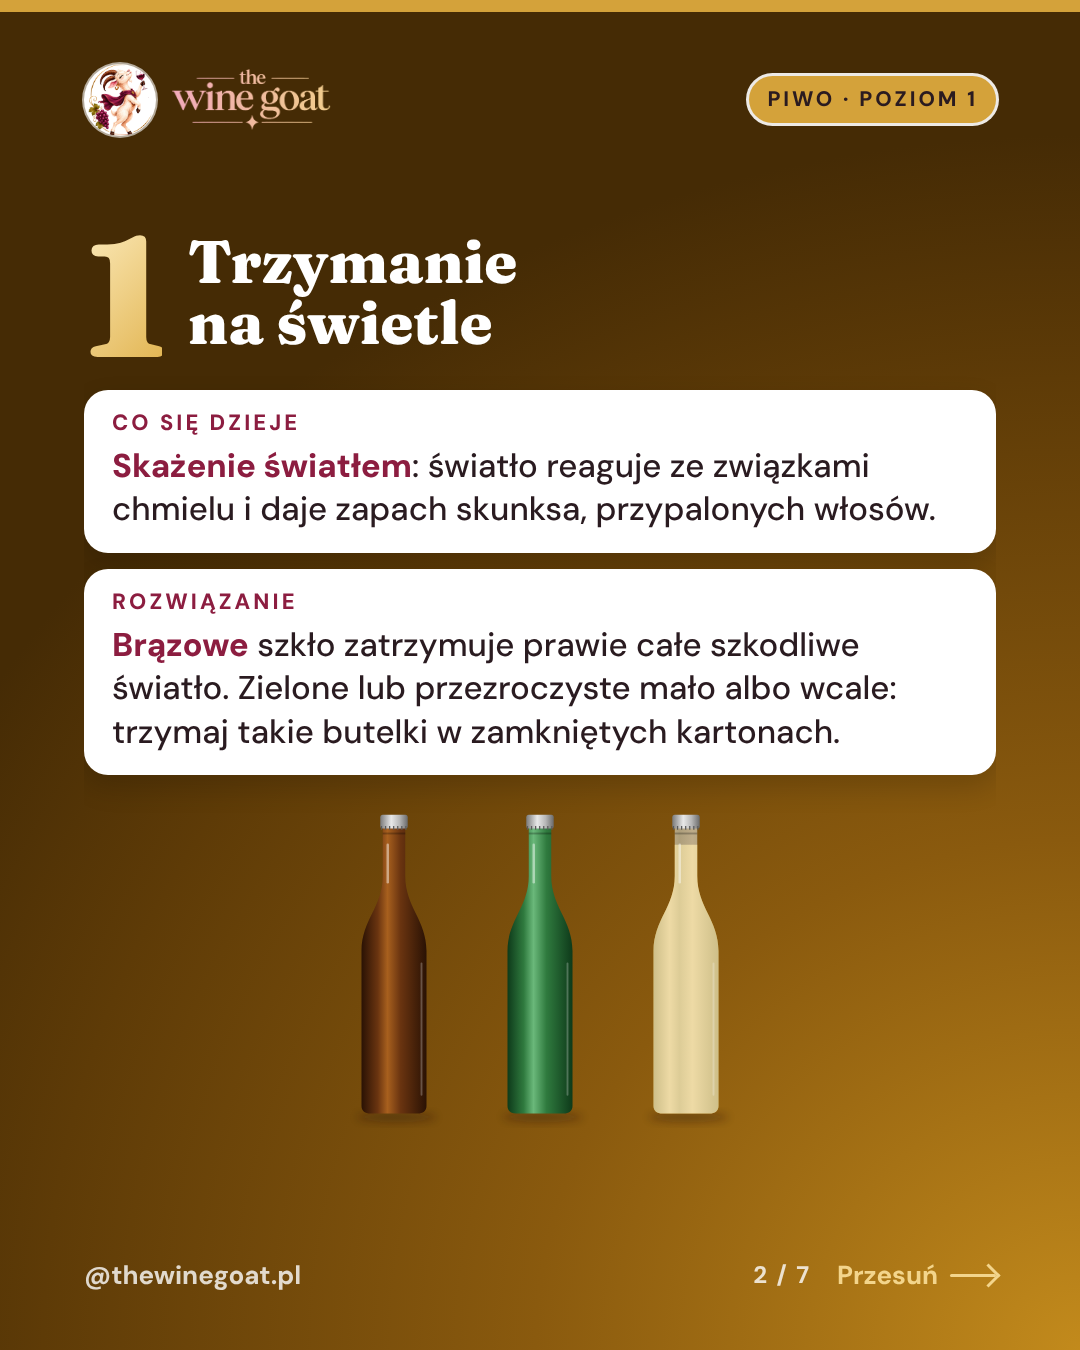 the
wine goat
PIWO · POZIOM 1
1
Trzymanie
na świetle
CO SIĘ DZIEJE
Skażenie światłem: światło reaguje ze związkami
chmielu i daje zapach skunksa, przypalonych włosów.
ROZWIĄZANIE
Brązowe szkło zatrzymuje prawie całe szkodliwe
światło. Zielone lub przezroczyste mało albo wcale:
trzymaj takie butelki w zamkniętych kartonach.
@thewinegoat.pl
2 / 7 Przesuń